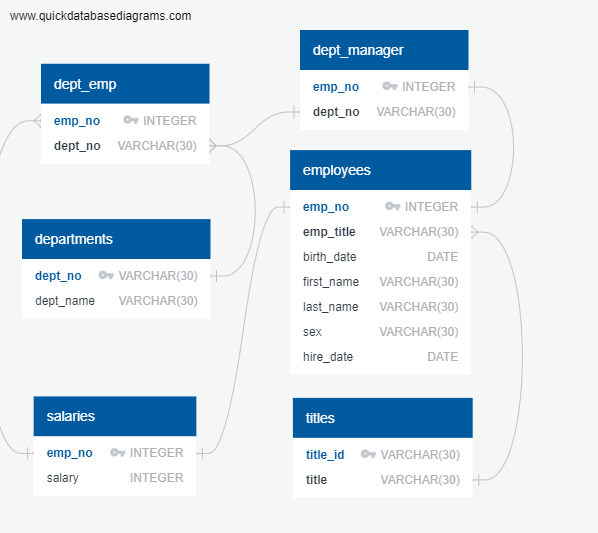 www.quickdatabasediagrams.com
dept_emp
emp_no INTEGER
dept_no VARCHAR(30)
dept_manager
emp_no INTEGER
dept_no VARCHAR(30)
employees
emp_no INTEGER
emp_title VARCHAR(30)
birth_date DATE
first_name VARCHAR(30)
last_name VARCHAR(30)
sex VARCHAR(30)
hire_date DATE
departments
dept_no VARCHAR(30)
dept_name VARCHAR(30)
salaries
emp_no INTEGER
salary INTEGER
titles
title_id VARCHAR(30)
title VARCHAR(30)